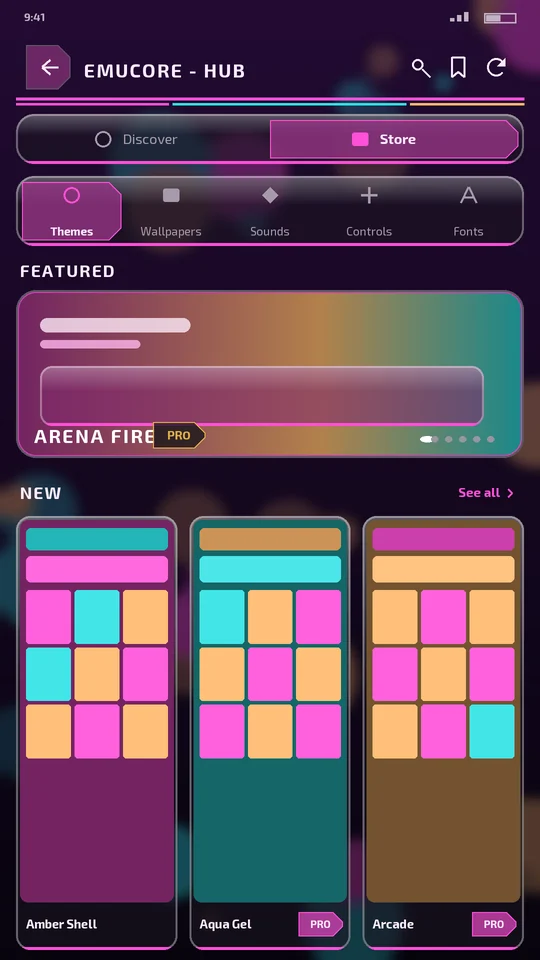 9:41
EMUCORE - HUB
Discover
Store
Themes
Wallpapers
Sounds
Controls
Fonts
FEATURED
ARENA FIRE
PRO
NEW
See all
Amber Shell
Aqua Gel
PRO
Arcade
PRO